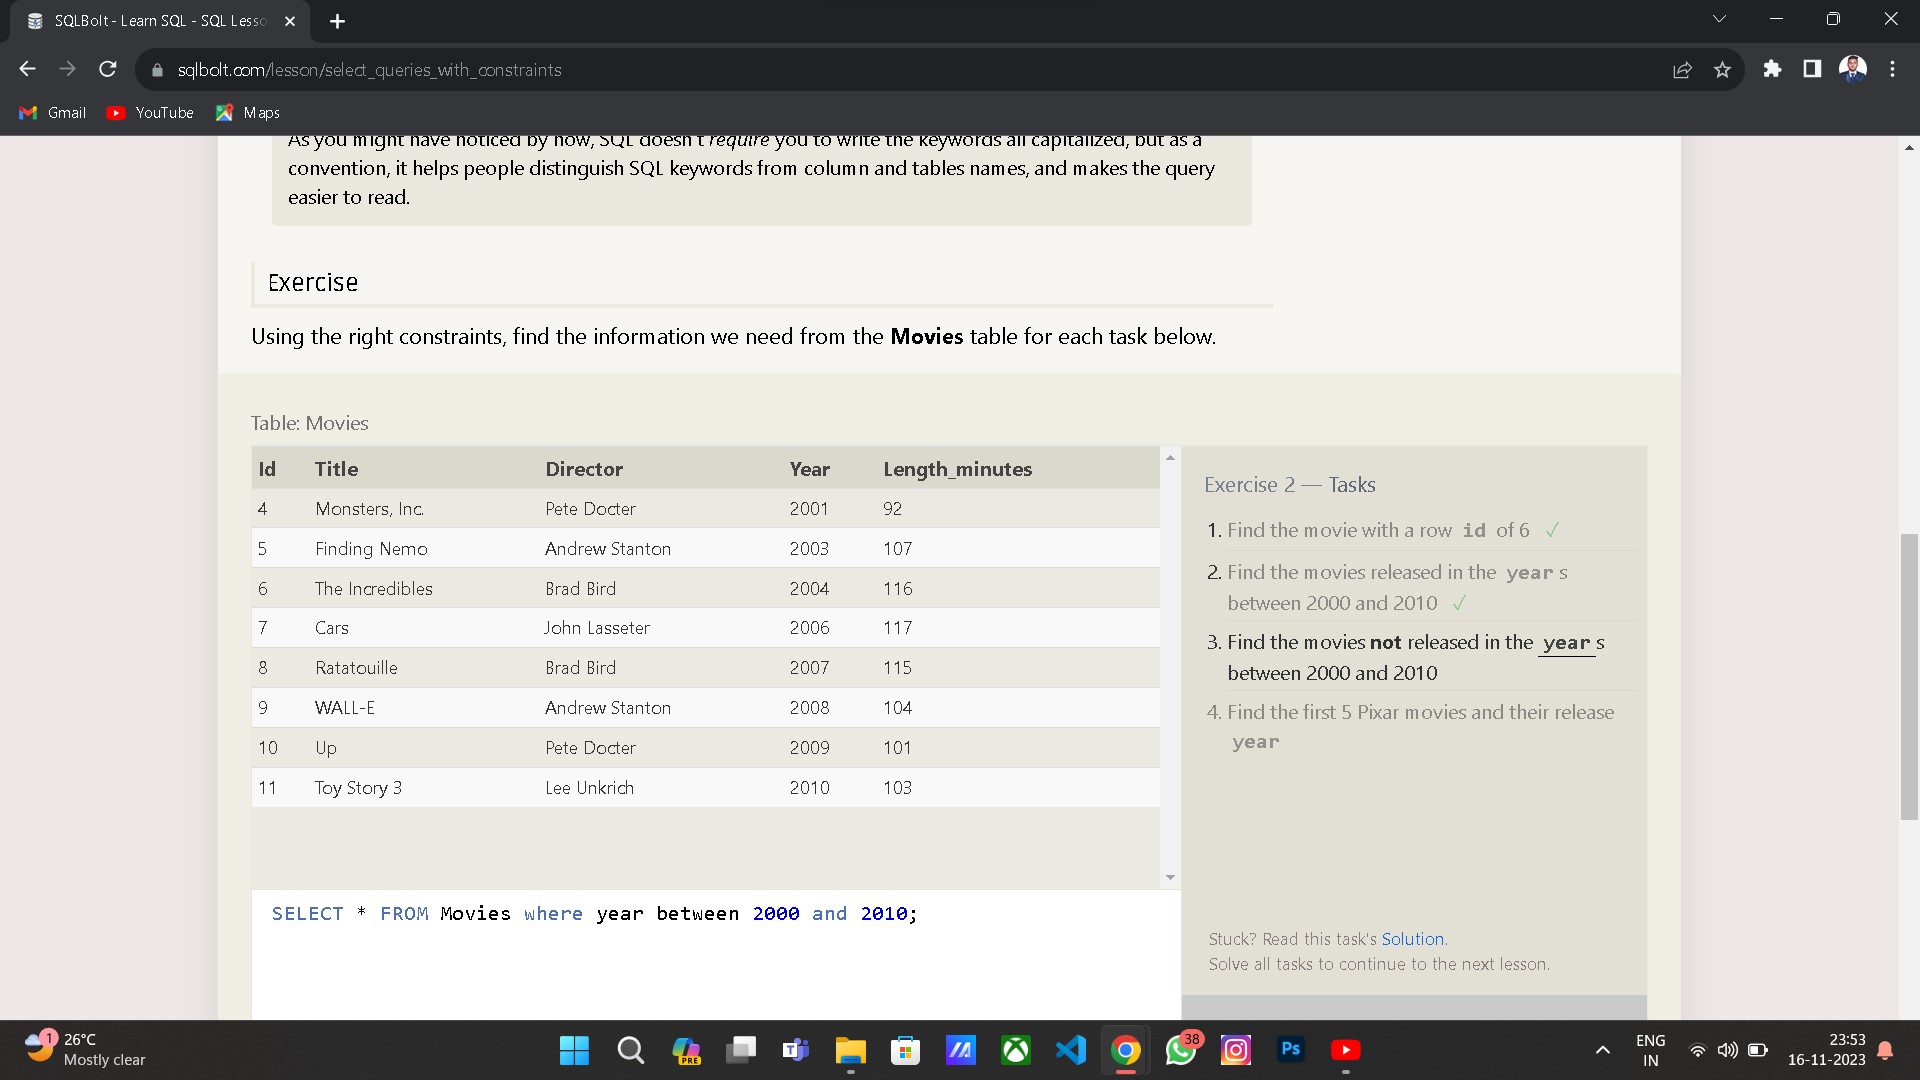 SQLBolt - Learn SQL - SQL Lesso
sqlbolt.com/lesson/select_queries_with_constraints
Gmail YouTube Maps
As you might have noticed by now, SQL doesn't require you to write the keywords all capitalized, but as a
convention, it helps people distinguish SQL keywords from column and tables names, and makes the query
easier to read.
Exercise
Using the right constraints, find the information we need from the Movies table for each task below.
Table: Movies
Id Title Director Year Length_minutes
4 Monsters, Inc. Pete Docter 2001 92
5 Finding Nemo Andrew Stanton 2003 107
6 The Incredibles Brad Bird 2004 116
7 Cars John Lasseter 2006 117
8 Ratatouille Brad Bird 2007 115
9 WALL-E Andrew Stanton 2008 104
10 Up Pete Docter 2009 101
11 Toy Story 3 Lee Unkrich 2010 103
SELECT * FROM Movies where year between 2000 and 2010;
Exercise 2 — Tasks
1. Find the movie with a row id of 6 ✓
2. Find the movies released in the year s
between 2000 and 2010 ✓
3. Find the movies not released in the year s
between 2000 and 2010
4. Find the first 5 Pixar movies and their release
year
Stuck? Read this task's Solution.
Solve all tasks to continue to the next lesson.
1
26°C
Mostly clear
PRE
T
38
Ps
ENG
IN
23:53
16-11-2023